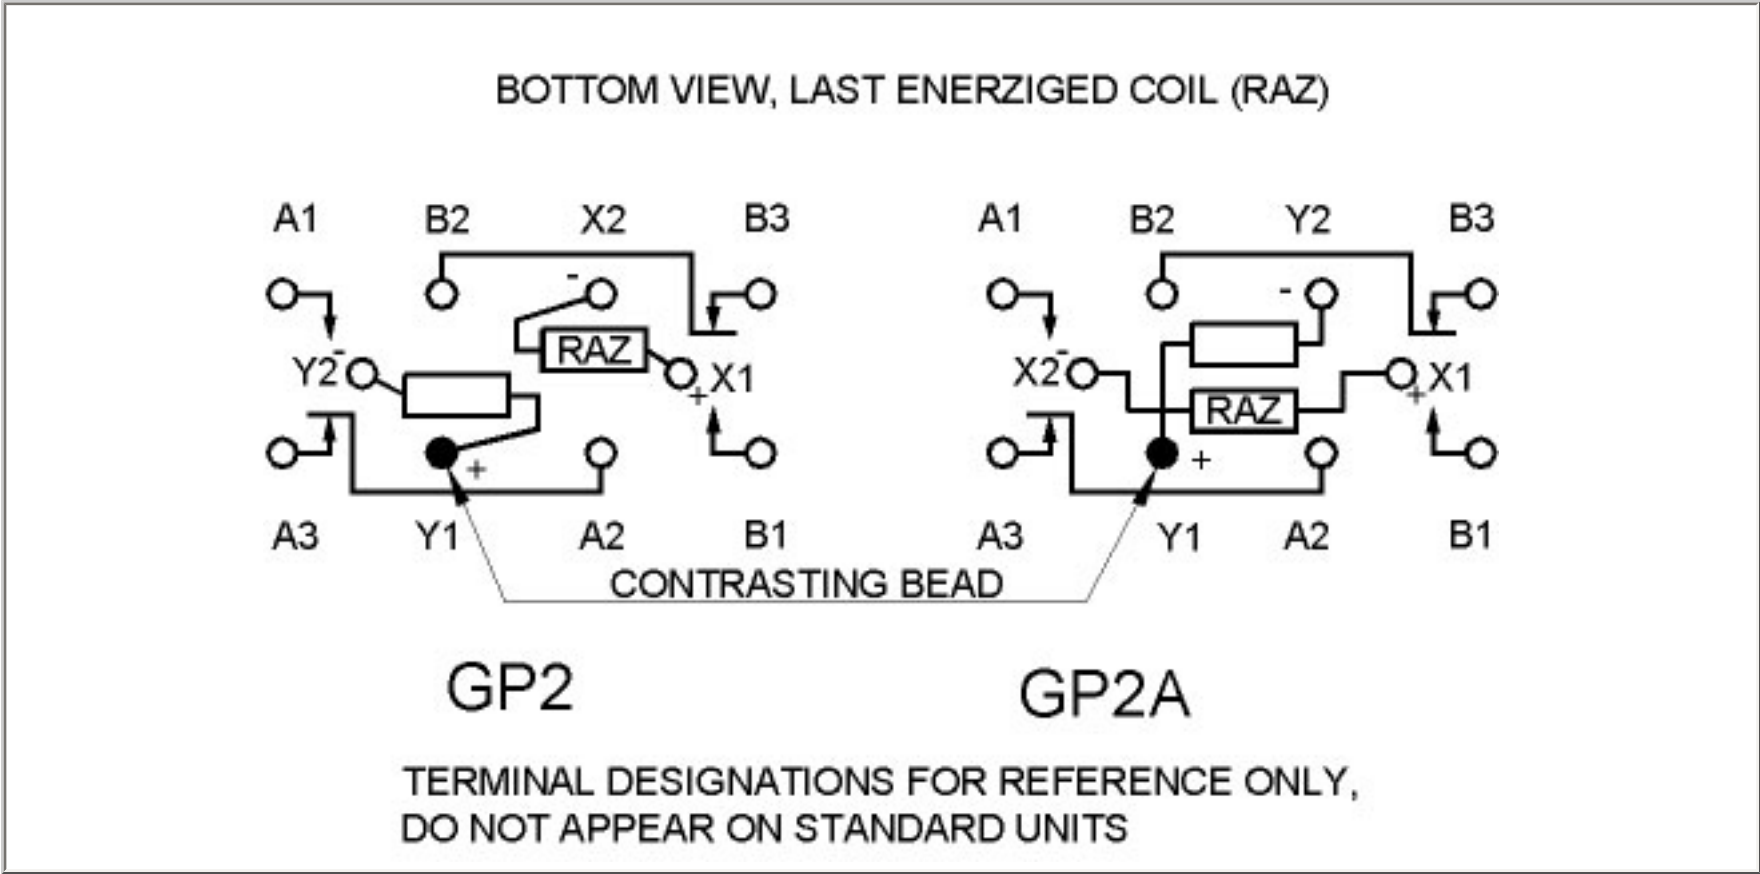 BOTTOM VIEW, LAST ENERZIGED COIL (RAZ)
A1 B2 X2 B3 A1 B2 Y2 B3
- -
RAZ
Y2 - X1 X2 - X1
+ RAZ +
+ +
A3 Y1 A2 B1 A3 Y1 A2 B1
CONTRASTING BEAD
GP2 GP2A
TERMINAL DESIGNATIONS FOR REFERENCE ONLY,
DO NOT APPEAR ON STANDARD UNITS